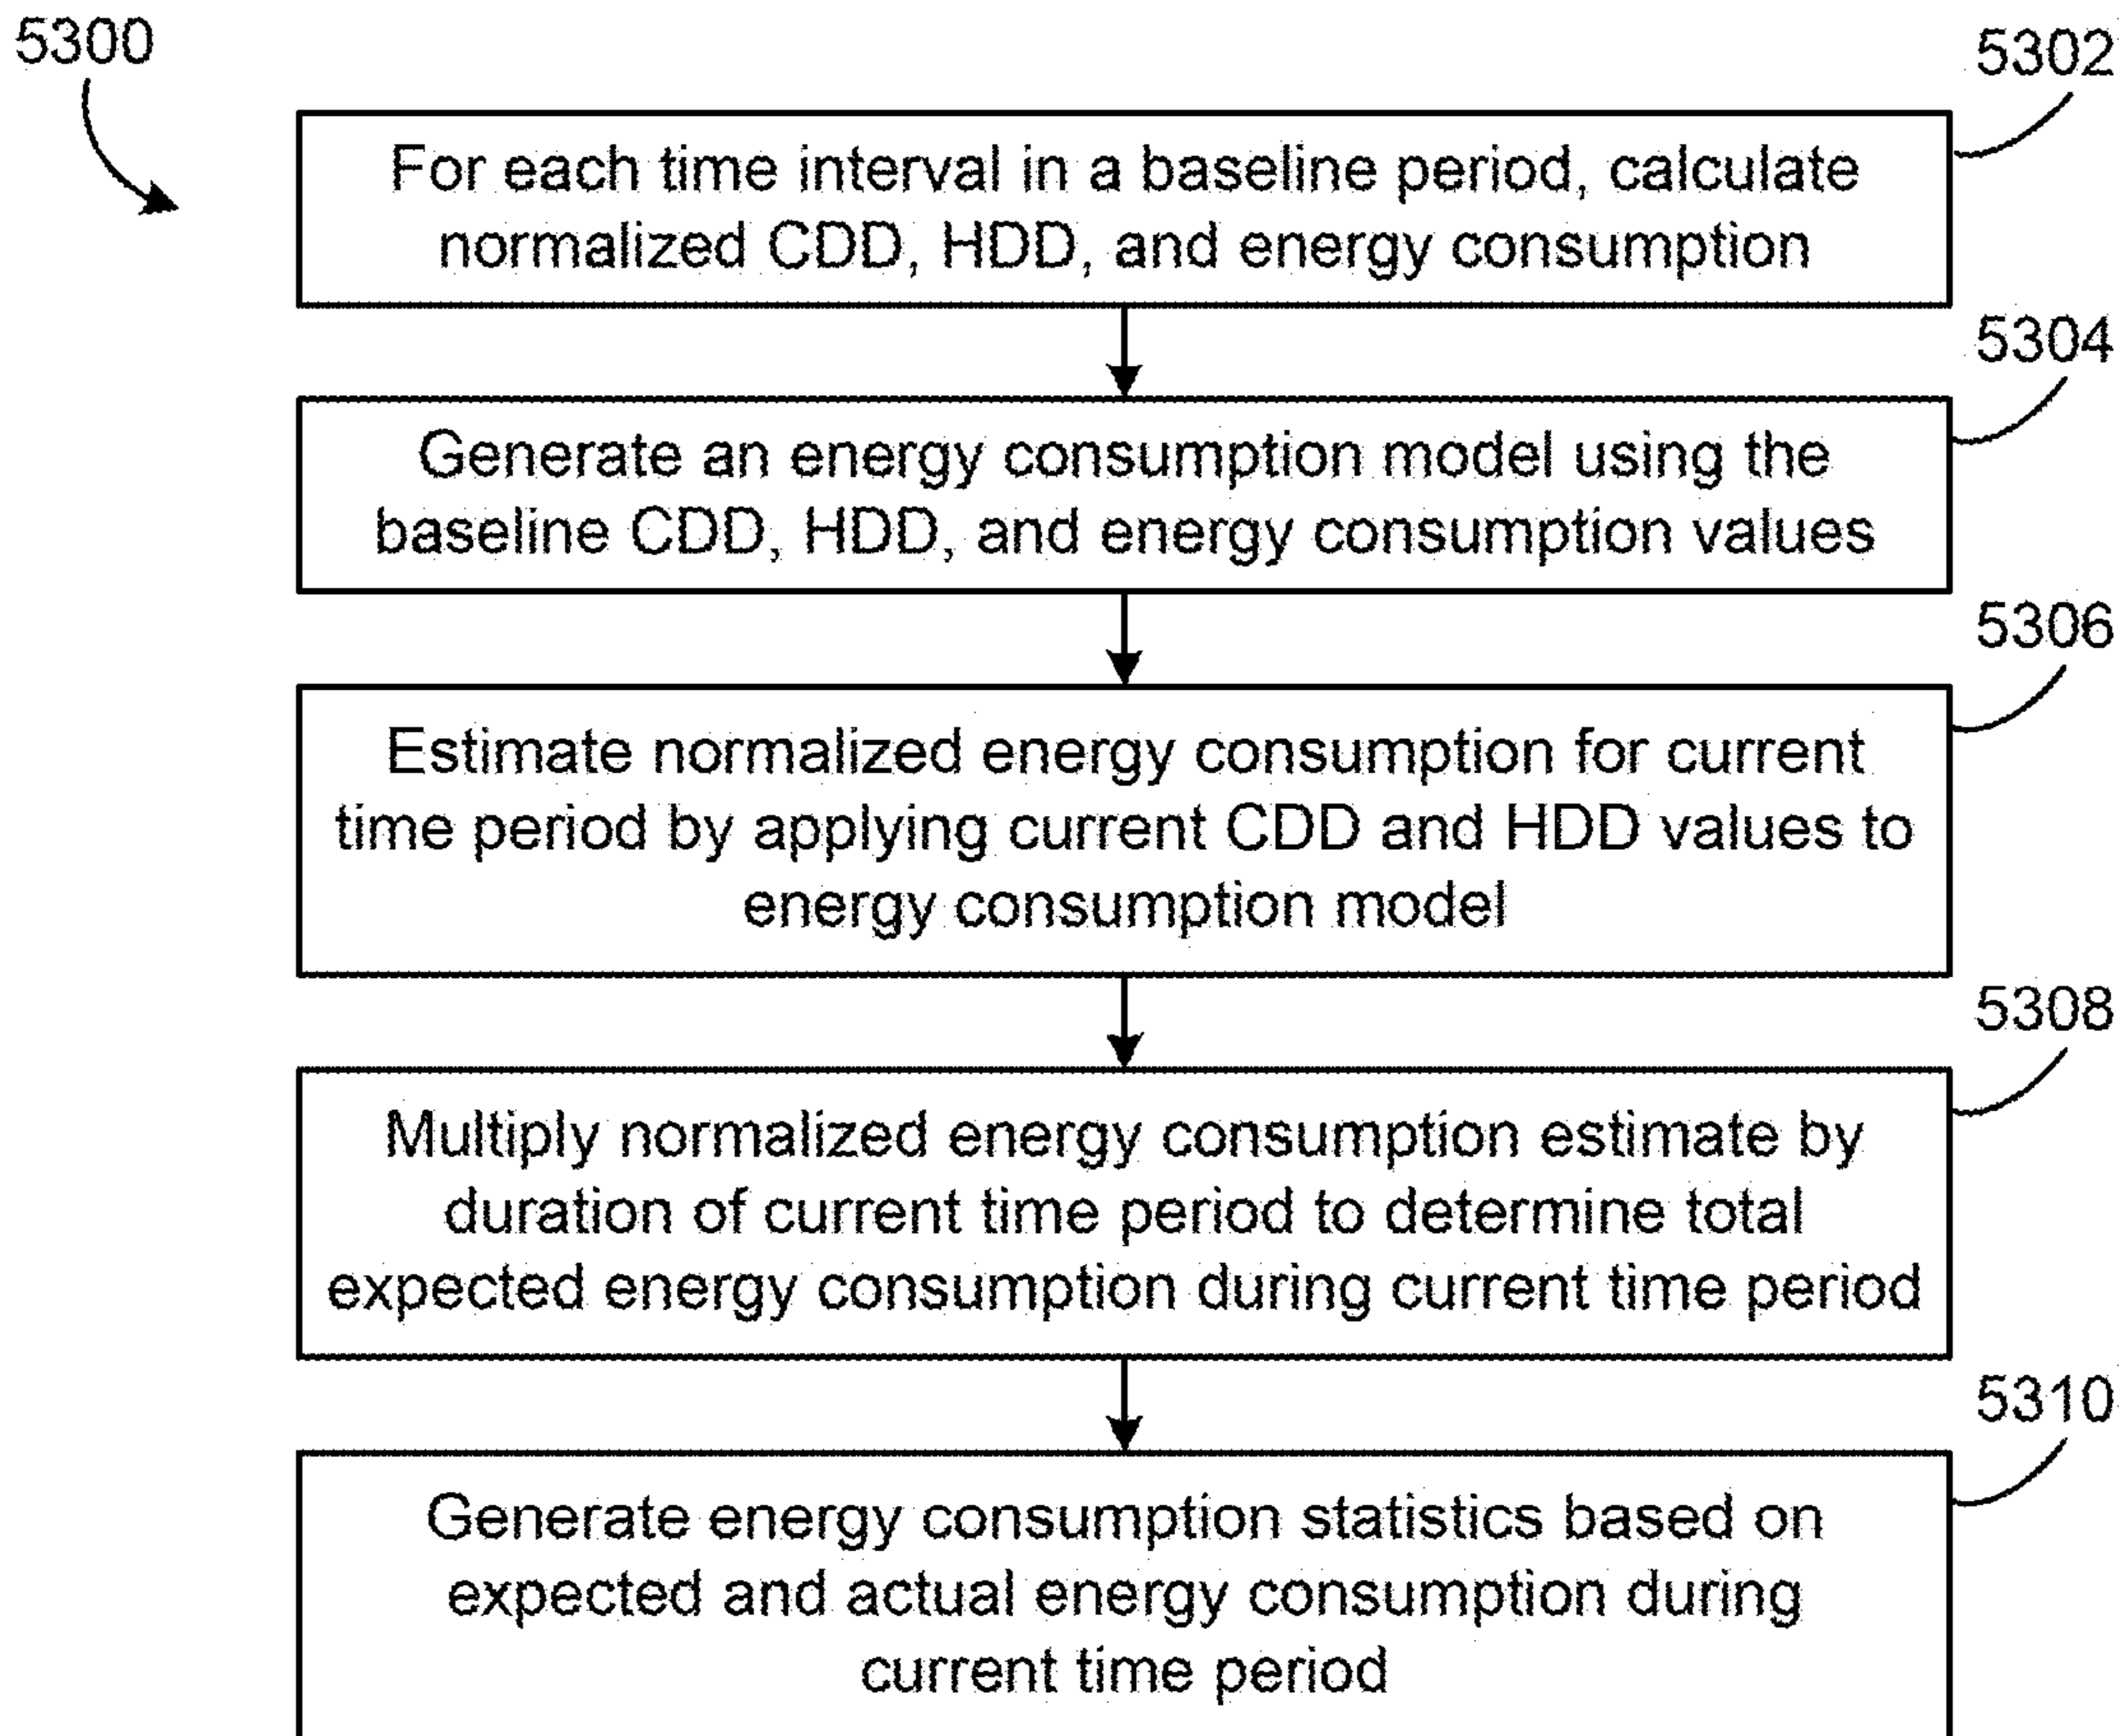 5300
5302
For each time interval in a baseline period, calculate
normalized CDD, HDD, and energy consumption
5304
Generate an energy consumption model using the
baseline CDD, HDD, and energy consumption values
5306
Estimate normalized energy consumption for current
time period by applying current CDD and HDD values to
energy consumption model
5308
Multiply normalized energy consumption estimate by
duration of current time period to determine total
expected energy consumption during current time period
5310
Generate energy consumption statistics based on
expected and actual energy consumption during
current time period